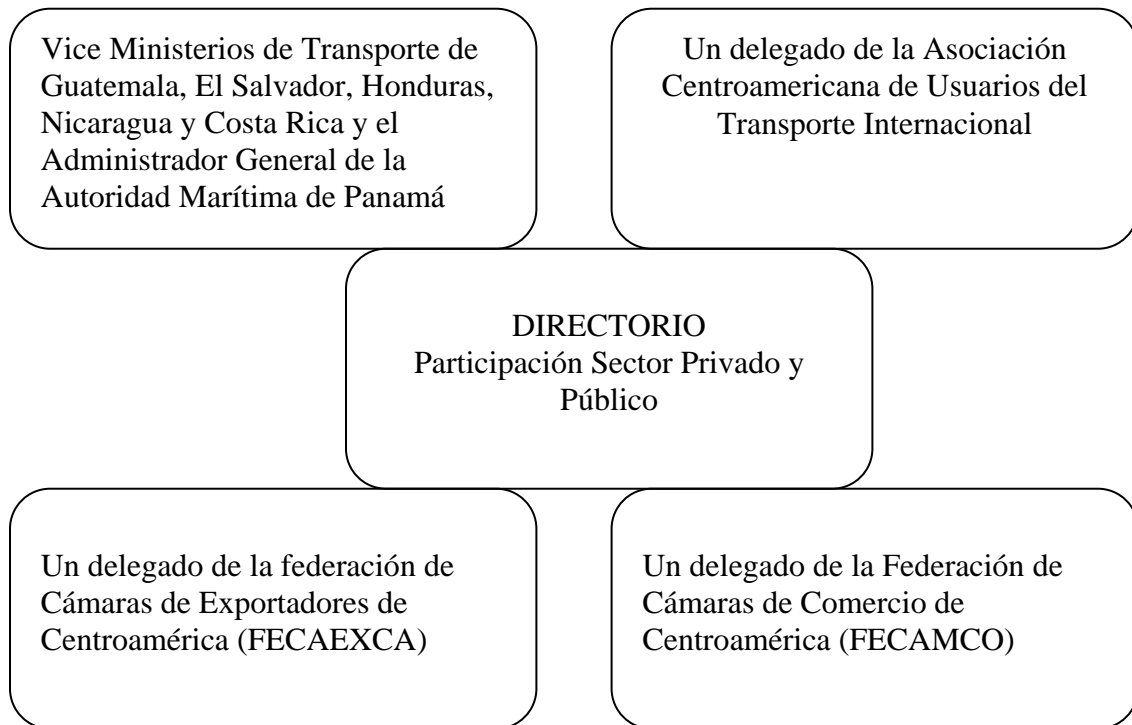 Vice Ministerios de Transporte de
Guatemala, El Salvador, Honduras,
Nicaragua y Costa Rica y el
Administrador General de la
Autoridad Marítima de Panamá
Un delegado de la Asociación
Centroamericana de Usuarios del
Transporte Internacional
DIRECTORIO
Participación Sector Privado y
Público
Un delegado de la federación de
Cámaras de Exportadores de
Centroamérica (FECAEXCA)
Un delegado de la Federación de
Cámaras de Comercio de
Centroamérica (FECAMCO)